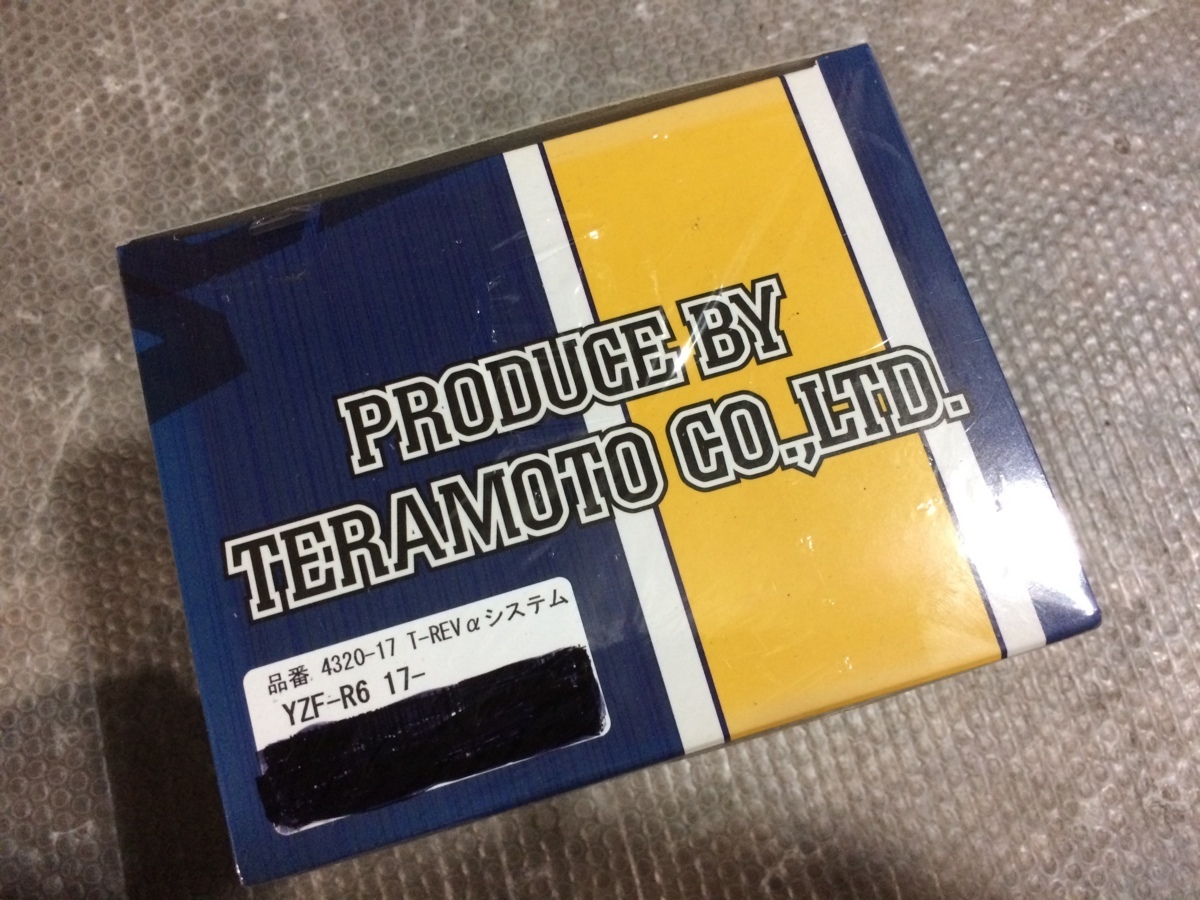 PRODUCE BY
TERAMOTO CO.,LTD.
品番 4320-17 T-REVαシステム
YZF-R6 17-